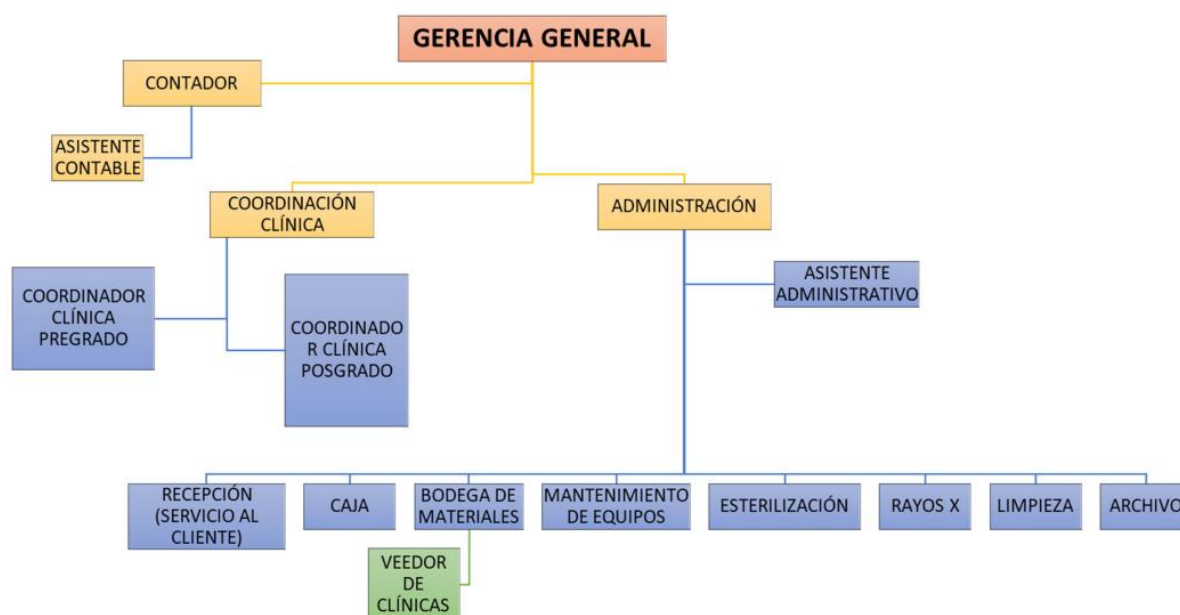 GERENCIA GENERAL
CONTADOR
ASISTENTE
CONTABLE
COORDINACIÓN
CLÍNICA
ADMINISTRACIÓN
COORDINADOR
CLÍNICA
PREGRADO
COORDINADO
R CLÍNICA
POSGRADO
ASISTENTE
ADMINISTRATIVO
RECEPCIÓN
(SERVICIO AL
CLIENTE)
CAJA
BODEGA DE
MATERIALES
MANTENIMIENTO
DE EQUIPOS
ESTERILIZACIÓN
RAYOS X
LIMPIEZA
ARCHIVO
VEEDOR
DE
CLÍNICAS